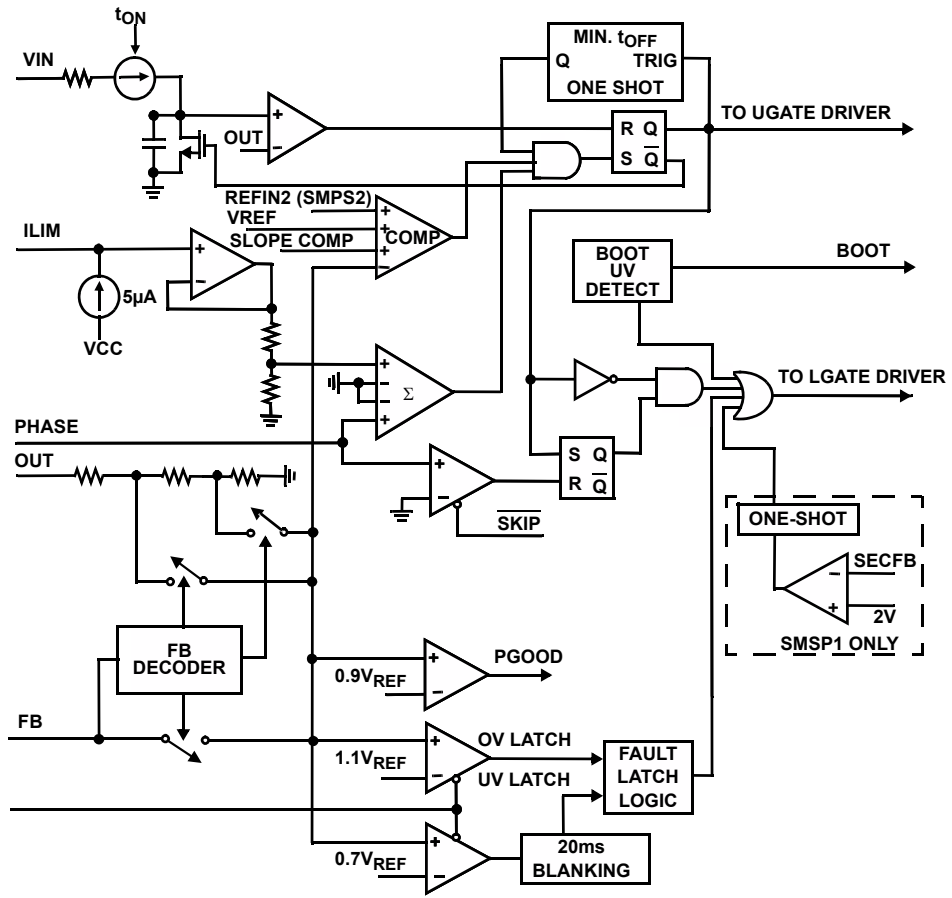 tON
VIN
MIN. tOFF
Q TRIG
ONE SHOT
+
OUT
−
R Q
S Q
TO UGATE DRIVER
REFIN2 (SMPS2)
+
VREF
+
COMP
SLOPE COMP
+
−
ILIM
+
−
5µA
VCC
BOOT
UV
DETECT
BOOT
+
−
−
Σ
+
TO LGATE DRIVER
PHASE
OUT
+
−
SKIP
S Q
R Q
ONE-SHOT
−
SECFB
+
2V
SMSP1 ONLY
FB
DECODER
FB
+
0.9VREF
−
PGOOD
+
1.1VREF
−
OV LATCH
UV LATCH
FAULT
LATCH
LOGIC
+
0.7VREF
−
20ms
BLANKING